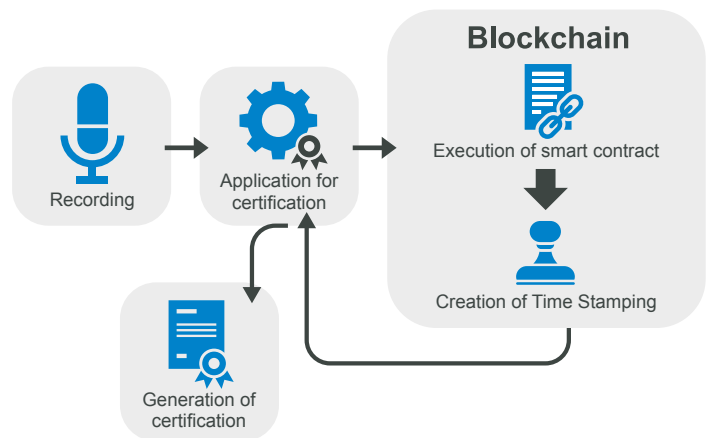 Blockchain
Recording
Application for
certification
Execution of smart contract
Creation of Time Stamping
Generation of
certification